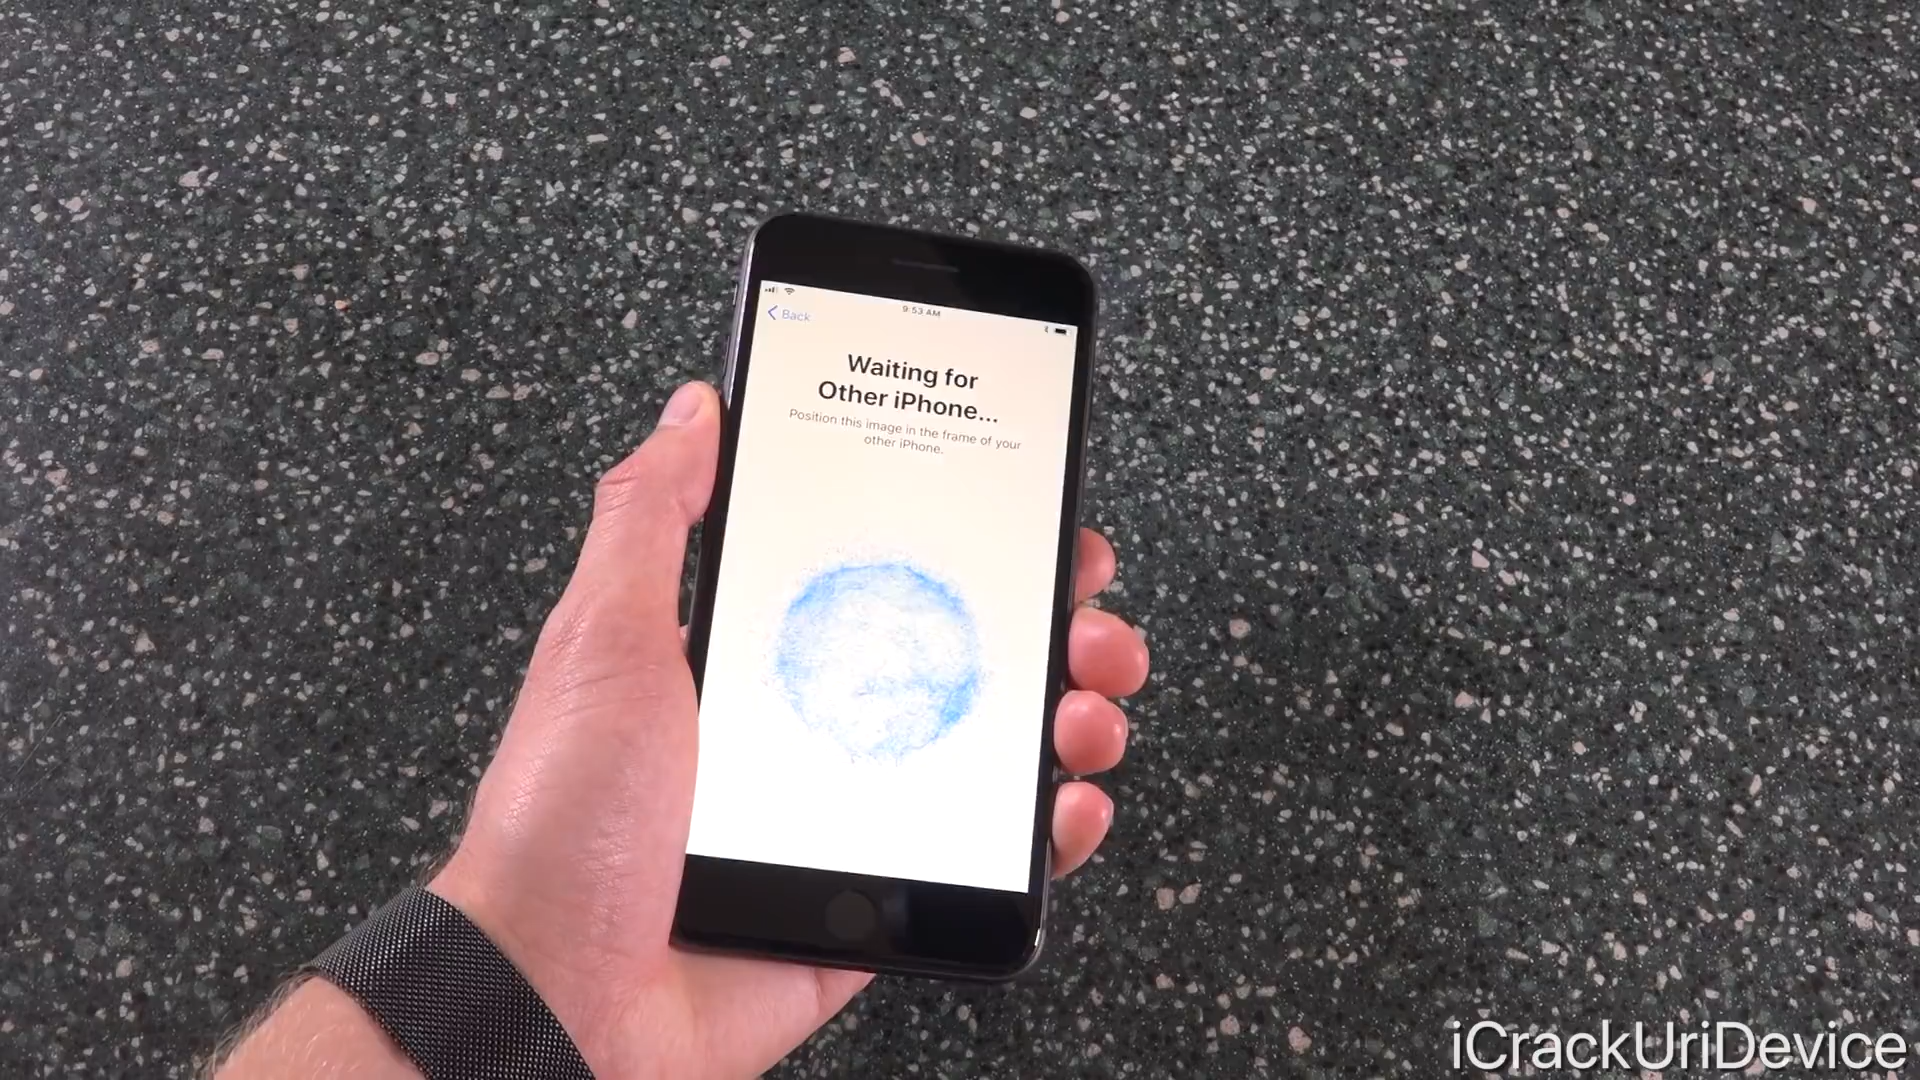 9:53 AM
Back
Waiting for
Other iPhone...
Position this image in the frame of your
other iPhone.
iCrackUriDevice